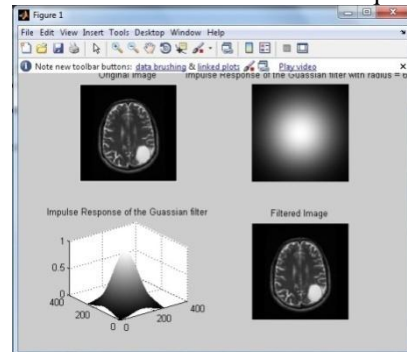 Figure 1
File Edit View Insert Tools Desktop Window Help
Note new toolbar buttons: data brushing & linked plots Play video
Original Image
Impulse Response of the Guassian filter with radius = 6
Impulse Response of the Guassian filter
Filtered Image
1
0.5
0
400
200
0
0
200
400